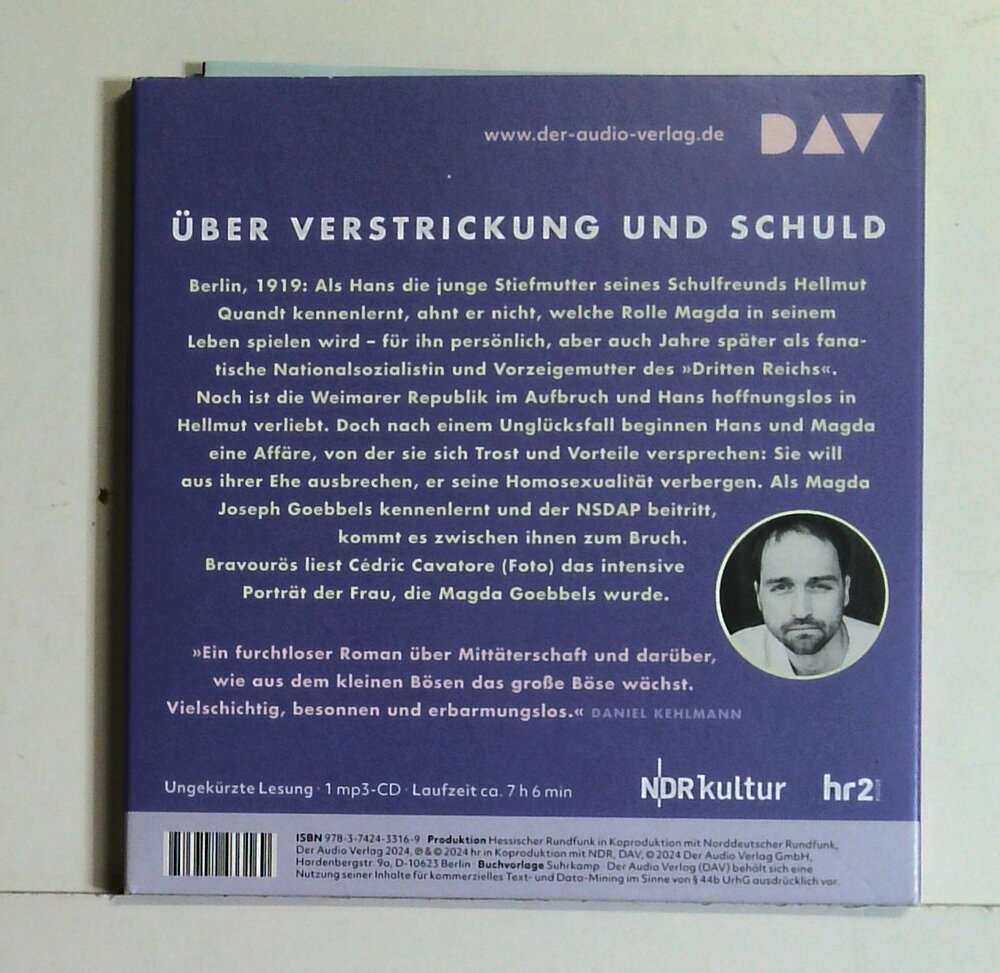 www.der-audio-verlag.de DAV
ÜBER VERSTRICKUNG UND SCHULD
Berlin, 1919: Als Hans die junge Stiefmutter seines Schulfreunds Hellmut
Quandt kennenlernt, ahnt er nicht, welche Rolle Magda in seinem
Leben spielen wird – für ihn persönlich, aber auch Jahre später als fana-
tische Nationalsozialistin und Vorzeigemutter des »Dritten Reichs«.
Noch ist die Weimarer Republik im Aufbruch und Hans hoffnungslos in
Hellmut verliebt. Doch nach einem Unglücksfall beginnen Hans und Magda
eine Affäre, von der sie sich Trost und Vorteile versprechen: Sie will
aus ihrer Ehe ausbrechen, er seine Homosexualität verbergen. Als Magda
Joseph Goebbels kennenlernt und der NSDAP beitritt,
kommt es zwischen ihnen zum Bruch.
Bravourös liest Cédric Cavatore (Foto) das intensive
Porträt der Frau, die Magda Goebbels wurde.
»Ein furchtloser Roman über Mittäterschaft und darüber,
wie aus dem kleinen Bösen das große Böse wächst.
Vielschichtig, besonnen und erbarmungslos.« DANIEL KEHLMANN
Ungekürzte Lesung · 1 mp3-CD · Laufzeit ca. 7 h 6 min
NDR kultur hr2
ISBN 978-3-7424-3316-9 Produktion Hessischer Rundfunk in Koproduktion mit Norddeutscher Rundfunk,
Der Audio Verlag 2024, ℗ & © 2024 hr in Koproduktion mit NDR, DAV, © 2024 Der Audio Verlag GmbH,
Hardenbergstr. 9a, D-10623 Berlin Buchvorlage Suhrkamp · Der Audio Verlag (DAV) behält sich eine
Nutzung seiner Inhalte für kommerzielles Text- und Data-Mining im Sinne von § 44b UrhG ausdrücklich vor.